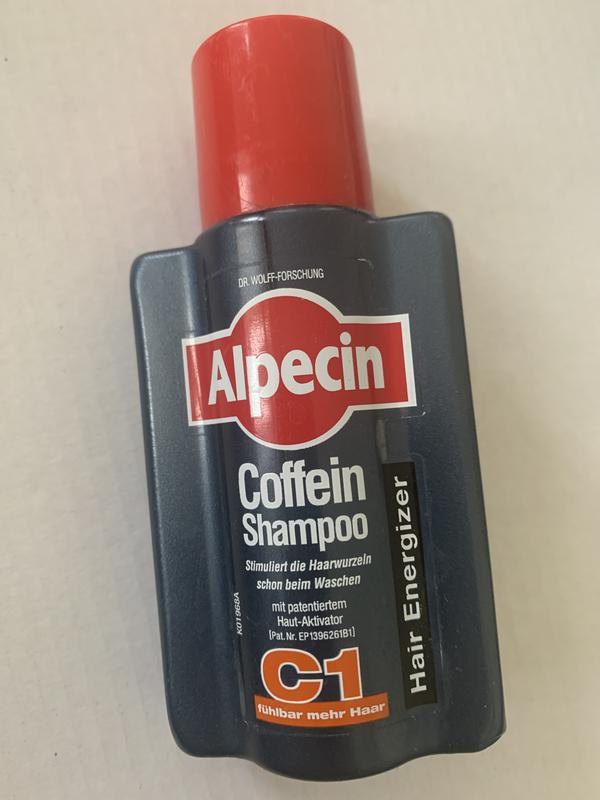 DR. WOLFF-FORSCHUNG
Alpecin
Coffein
Shampoo
Stimuliert die Haarwurzeln
schon beim Waschen
mit patentiertem
Haut-Aktivator
[Pat. Nr. EP1396261B1]
C1
fühlbar mehr Haar
Hair Energizer
K01968A